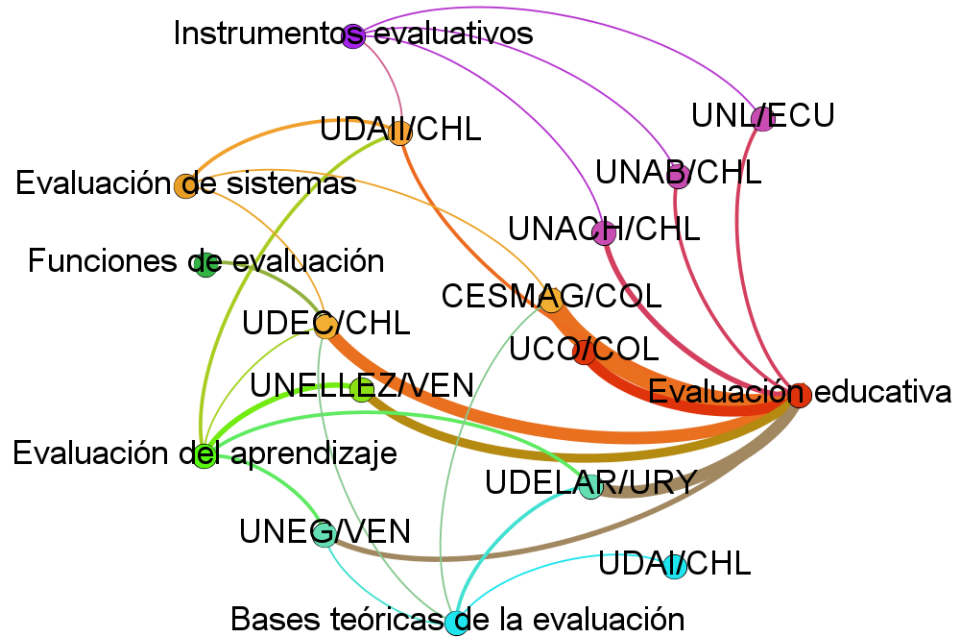 Instrumentos evaluativos
UNL/ECU
UDAII/CHL
UNAB/CHL
Evaluación de sistemas
UNACH/CHL
Funciones de evaluación
CESMAG/COL
UDEC/CHL
UCO/COL
UNELLEZ/VEN
Evaluación educativa
Evaluación del aprendizaje
UDELAR/URY
UNEG/VEN
UDAI/CHL
Bases teóricas de la evaluación